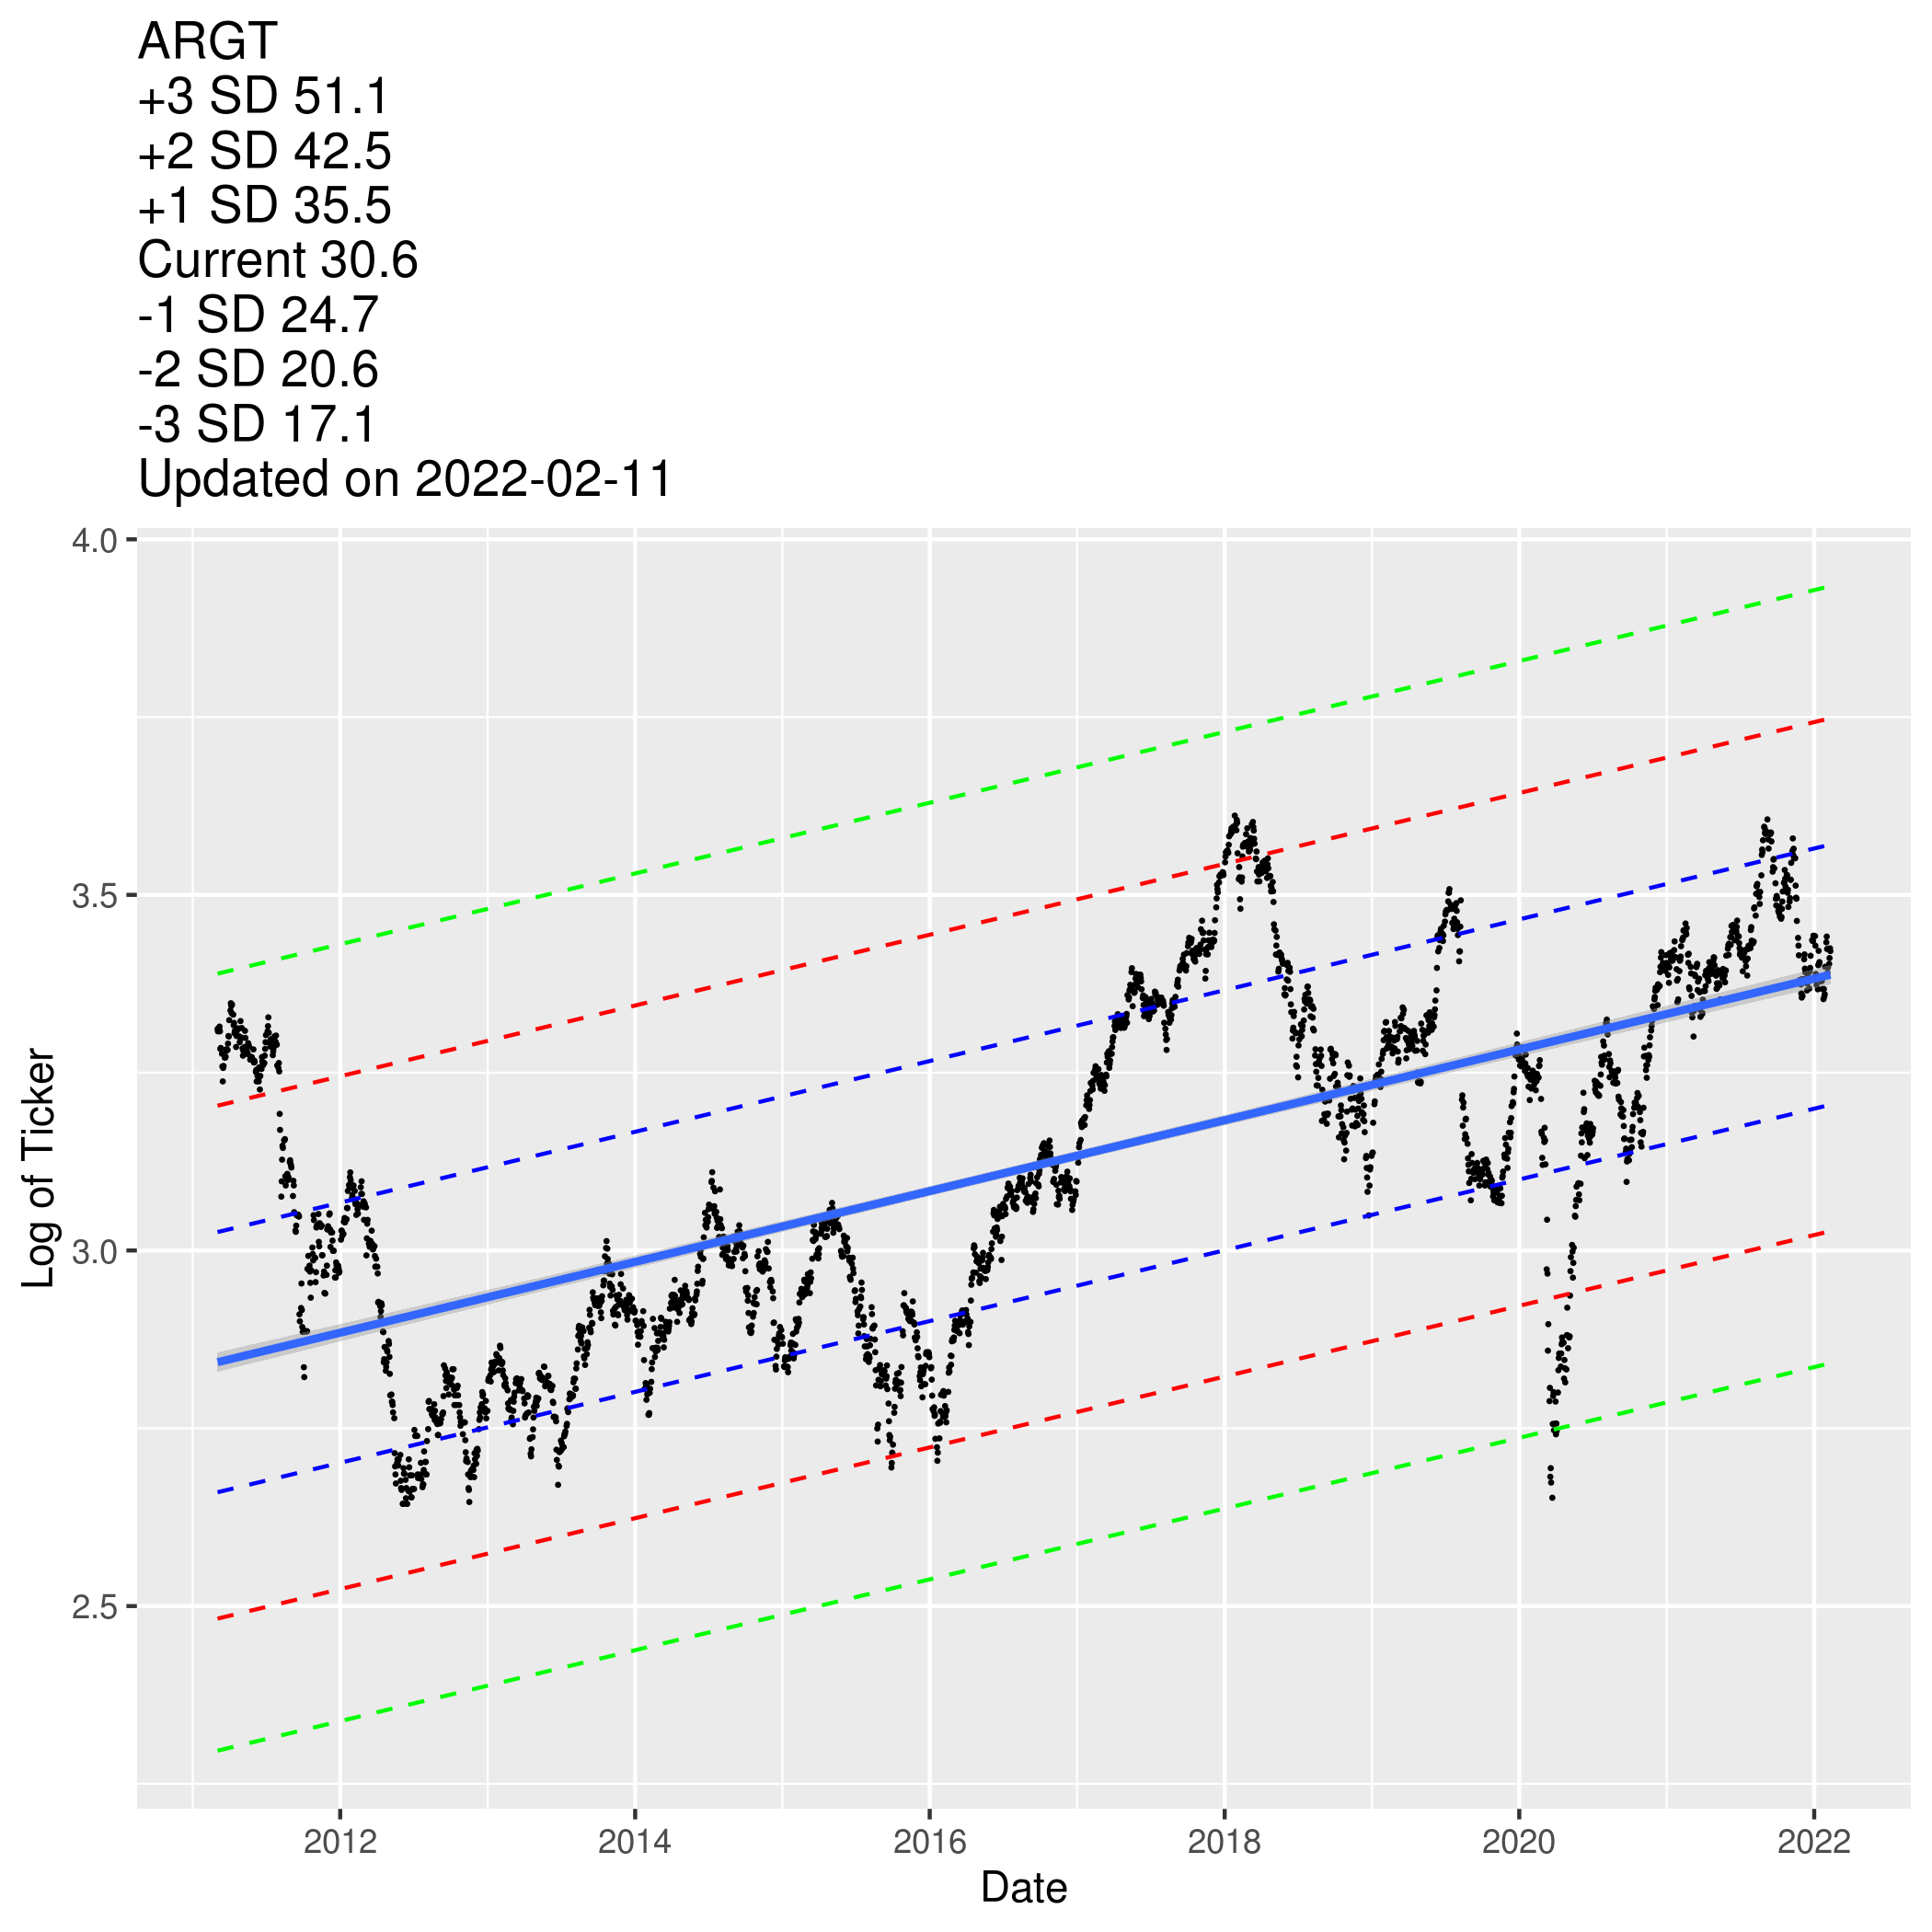 ARGT
+3 SD 51.1
+2 SD 42.5
+1 SD 35.5
Current 30.6
-1 SD 24.7
-2 SD 20.6
-3 SD 17.1
Updated on 2022-02-11
4.0
3.5
3.0
2.5
Log of Ticker
2012 2014 2016 2018 2020 2022
Date